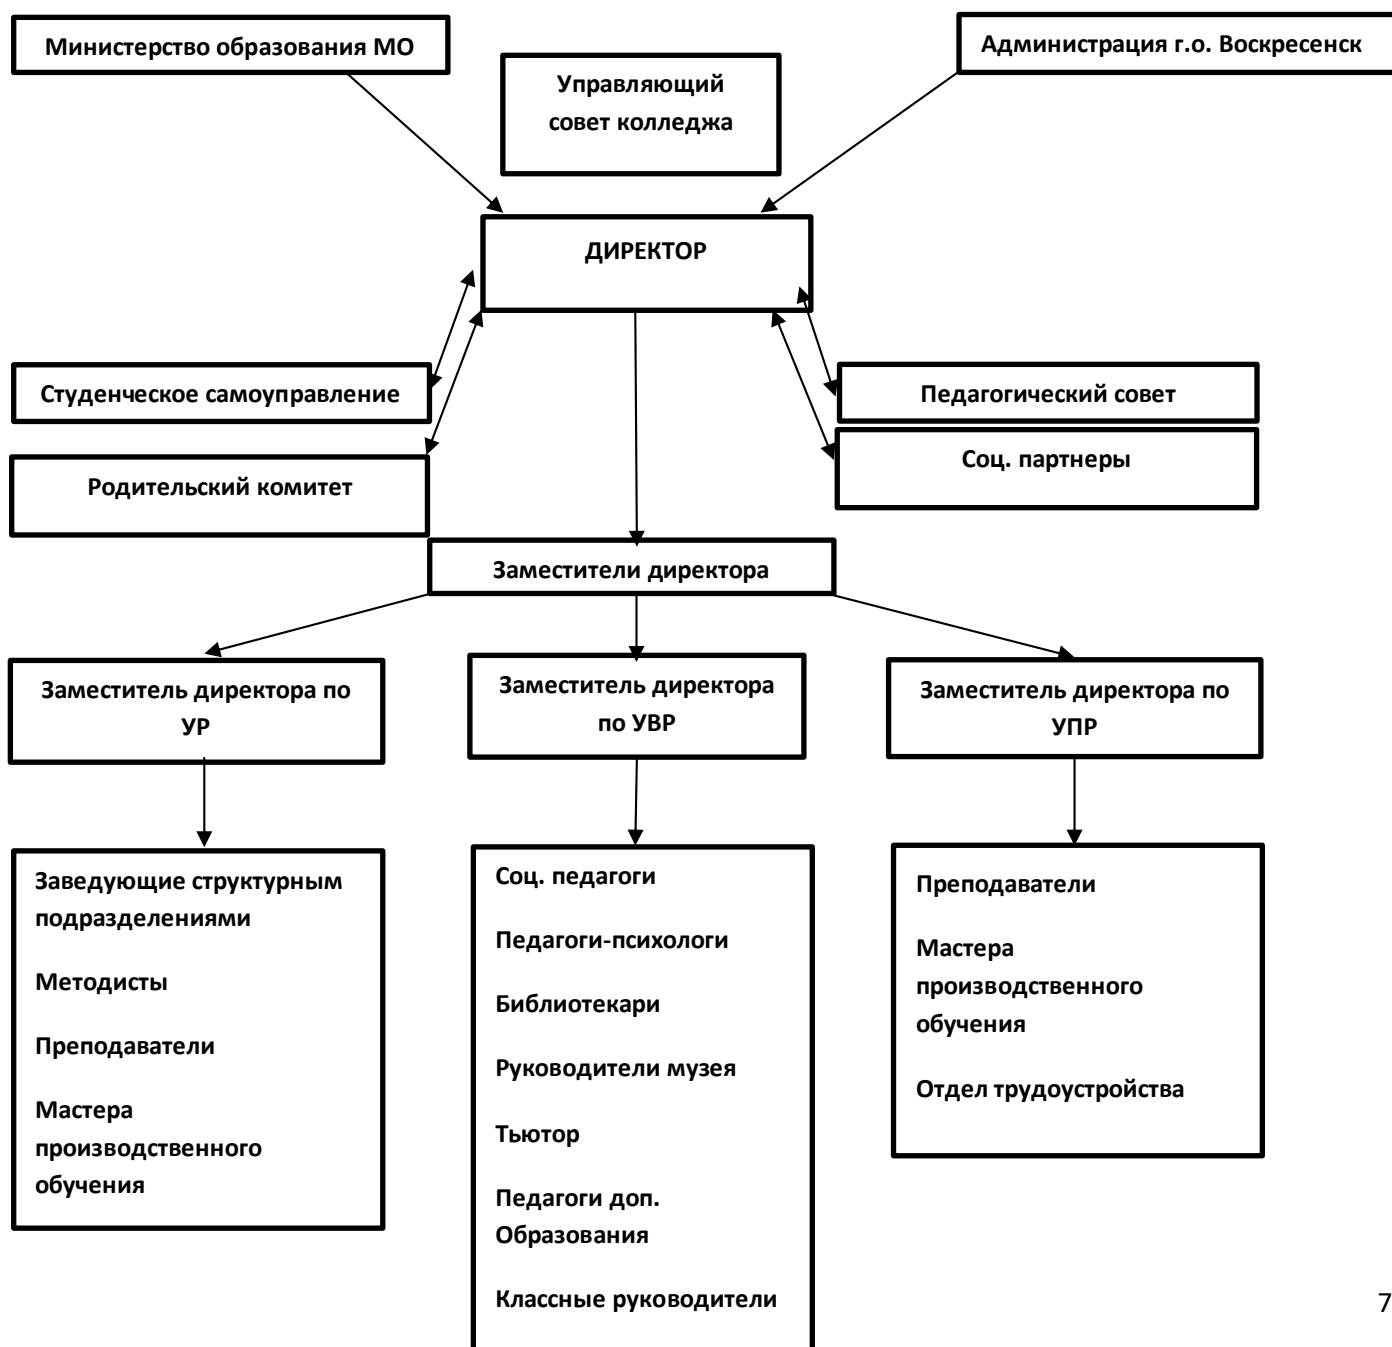 Министерство образования МО
Администрация г.о. Воскресенск
Управляющий
совет колледжа
ДИРЕКТОР
Студенческое самоуправление
Педагогический совет
Родительский комитет
Соц. партнеры
Заместители директора
Заместитель директора по
УР
Заместитель директора
по УВР
Заместитель директора по
УПР
Заведующие структурным
подразделениями
Методисты
Преподаватели
Мастера
производственного
обучения
Соц. педагоги
Педагоги-психологи
Библиотекари
Руководители музея
Тьютор
Педагоги доп.
Образования
Классные руководители
Преподаватели
Мастера
производственного
обучения
Отдел трудоустройства
7